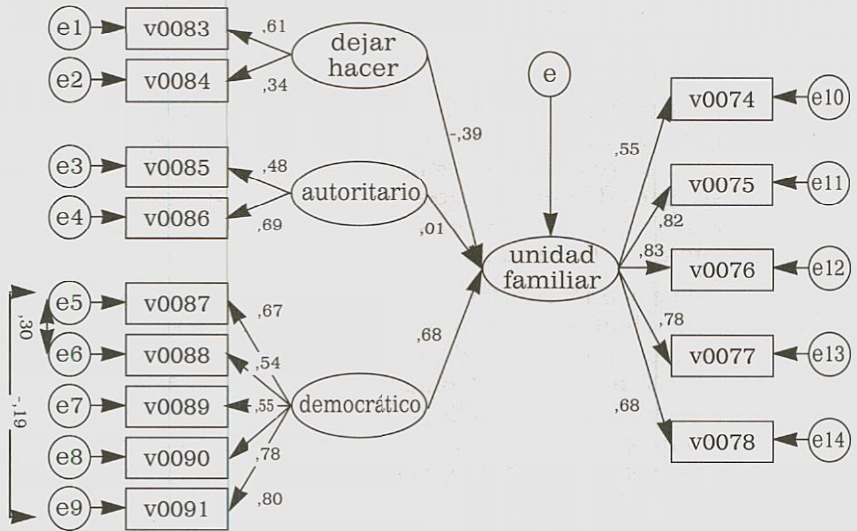 e1 v0083 ,61
dejar
hacer
e2 v0084 ,34
e3 v0085 ,48
autoritario
e4 v0086 ,69
e5 v0087 ,67
e6 v0088 ,54
e7 v0089 ,55
democrático
e8 v0090 ,78
e9 v0091 ,80
,30
-,19
-,39
,01
,68
e
unidad
familiar
,55 v0074 e10
,82 v0075 e11
,83 v0076 e12
,78 v0077 e13
,68 v0078 e14